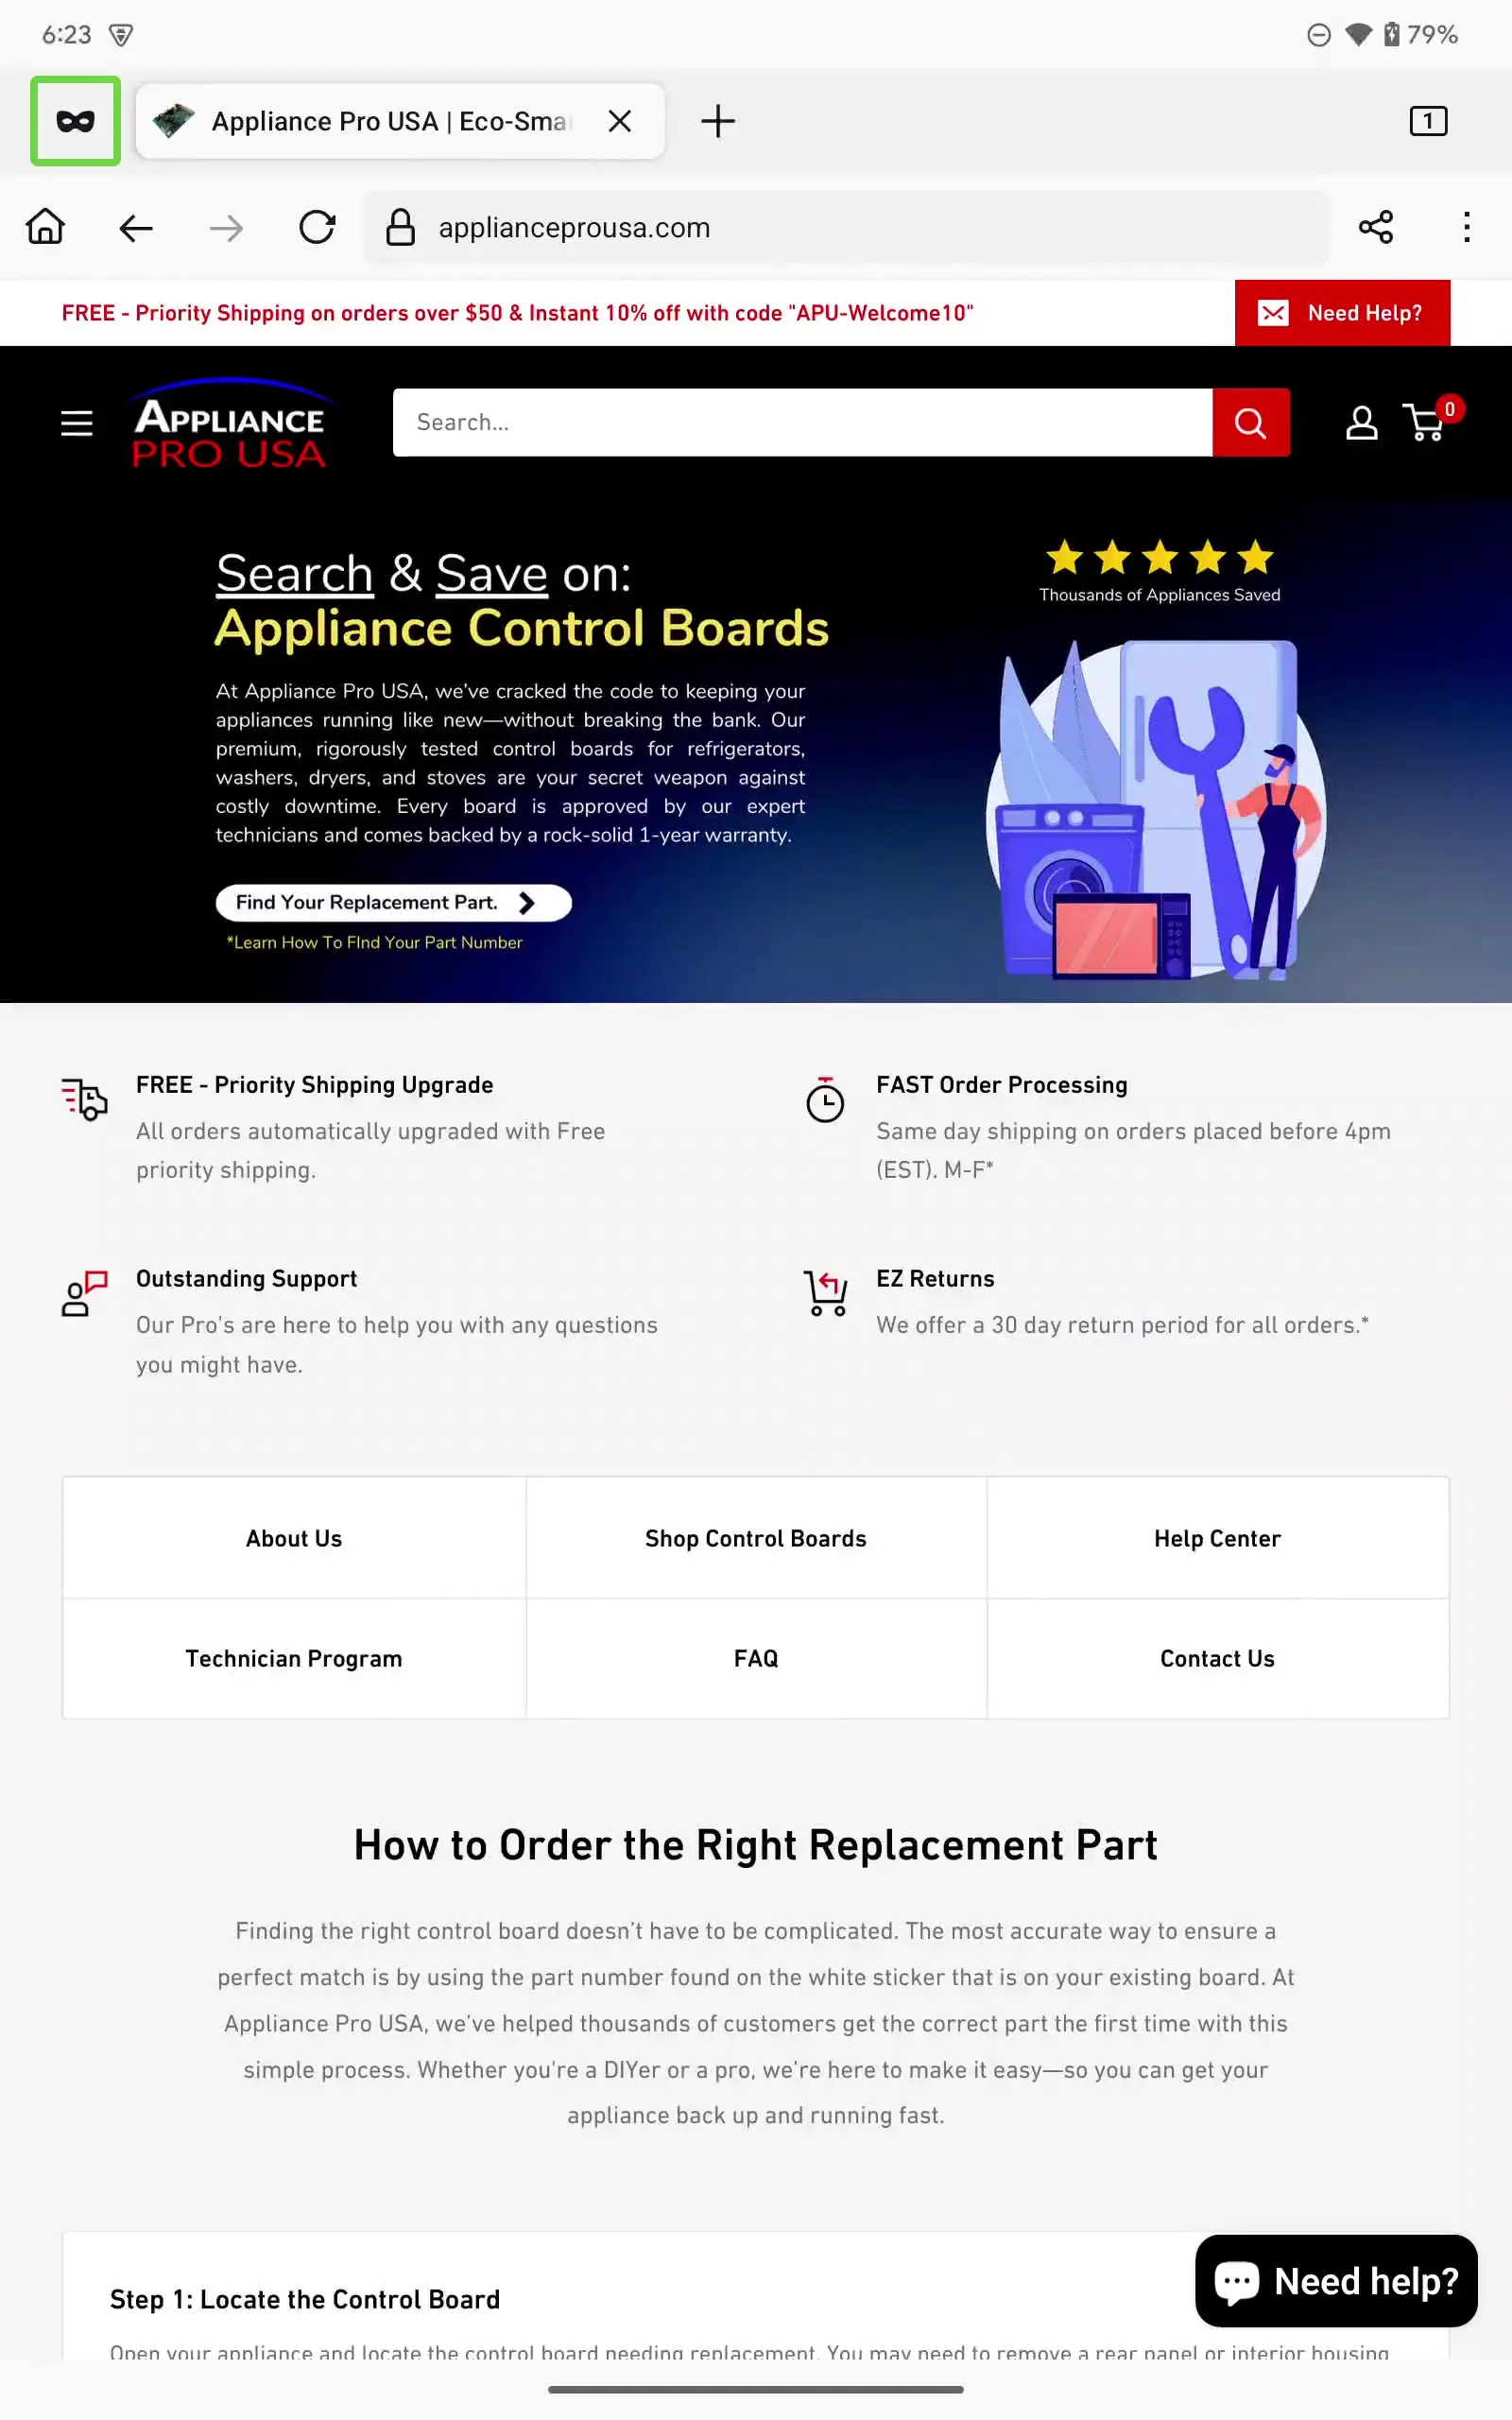 6:23
79%
Appliance Pro USA | Eco-Sma
1
applianceprousa.com
FREE - Priority Shipping on orders over $50 & Instant 10% off with code "APU-Welcome10"
Need Help?
APPLIANCE
PRO USA
Search...
0
Search & Save on:
Appliance Control Boards
Thousands of Appliances Saved
At Appliance Pro USA, we’ve cracked the code to keeping your
appliances running like new—without breaking the bank. Our
premium, rigorously tested control boards for refrigerators,
washers, dryers, and stoves are your secret weapon against
costly downtime. Every board is approved by our expert
technicians and comes backed by a rock-solid 1-year warranty.
Find Your Replacement Part.
*Learn How To FInd Your Part Number
FREE - Priority Shipping Upgrade
All orders automatically upgraded with Free
priority shipping.
FAST Order Processing
Same day shipping on orders placed before 4pm
(EST). M-F*
Outstanding Support
Our Pro's are here to help you with any questions
you might have.
EZ Returns
We offer a 30 day return period for all orders.*
About Us
Shop Control Boards
Help Center
Technician Program
FAQ
Contact Us
How to Order the Right Replacement Part
Finding the right control board doesn’t have to be complicated. The most accurate way to ensure a
perfect match is by using the part number found on the white sticker that is on your existing board. At
Appliance Pro USA, we’ve helped thousands of customers get the correct part the first time with this
simple process. Whether you're a DIYer or a pro, we’re here to make it easy—so you can get your
appliance back up and running fast.
Step 1: Locate the Control Board
Need help?
Open your appliance and locate the control board needing replacement. You may need to remove a rear panel or interior housing